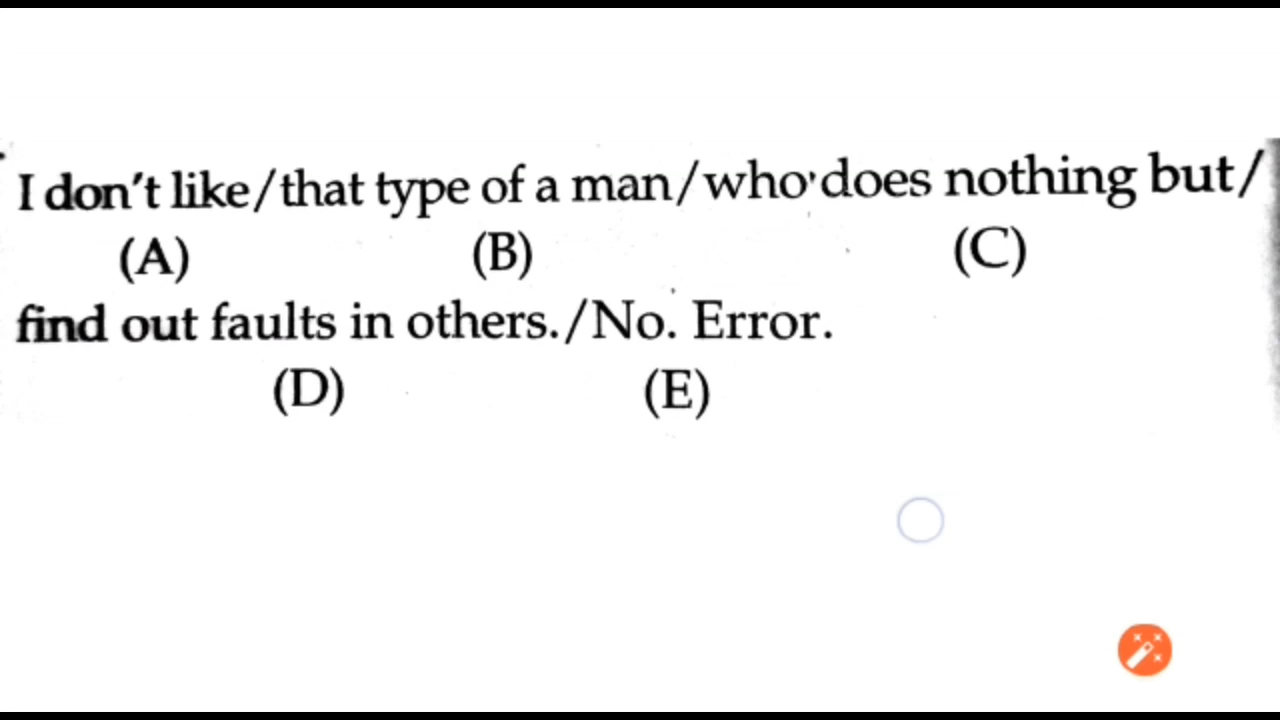 I don't like/that type of a man/who does nothing but/
(A) (B) (C)
find out faults in others./No. Error.
(D) (E)